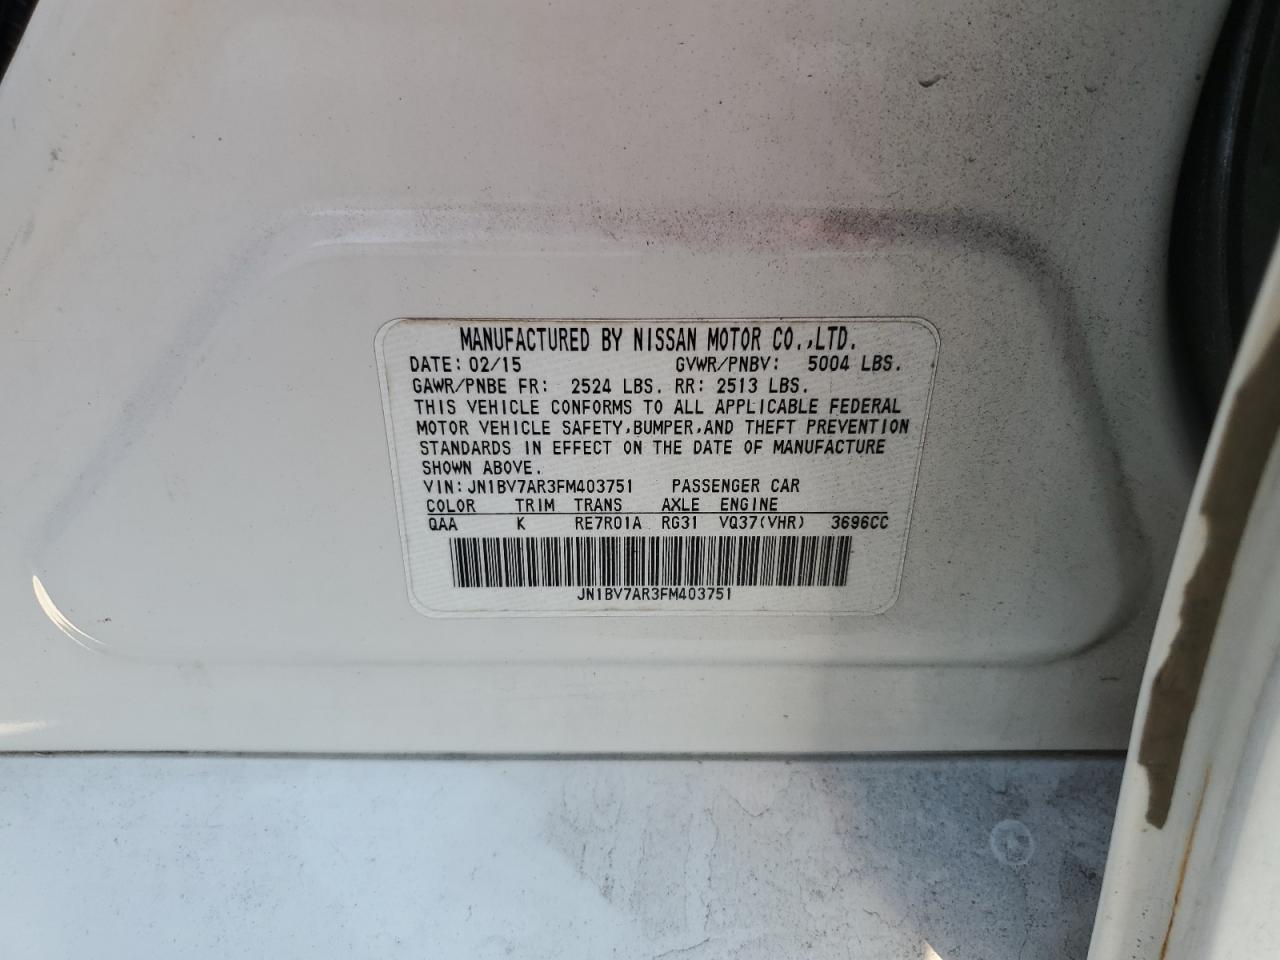 MANUFACTURED BY NISSAN MOTOR CO.,LTD.
DATE: 02/15 GVWR/PNBV: 5004 LBS.
GAWR/PNBE FR: 2524 LBS. RR: 2513 LBS.
THIS VEHICLE CONFORMS TO ALL APPLICABLE FEDERAL
MOTOR VEHICLE SAFETY,BUMPER,AND THEFT PREVENTION
STANDARDS IN EFFECT ON THE DATE OF MANUFACTURE
SHOWN ABOVE.
VIN: JN1BV7AR3FM403751 PASSENGER CAR
COLOR TRIM TRANS AXLE ENGINE
QAA K RE7R01A RG31 VQ37(VHR) 3696CC
JN1BV7AR3FM403751